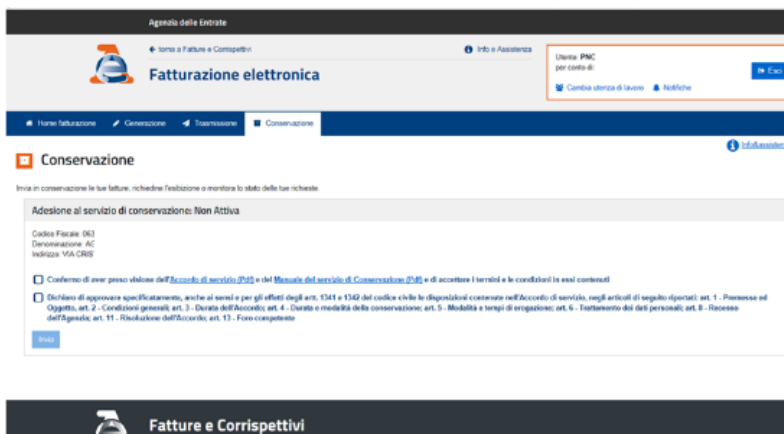 Agenzia delle Entrate
torna a Fatture e Corrispettivi
Info e Assistenza
Fatturazione elettronica
Utente: PNC
per conto di:
Esci
Cambia utenza di lavoro
Notifiche
Home fatturazione
Generazione
Trasmissione
Conservazione
Info&assisten
Conservazione
Invia in conservazione le tue fatture, richiedine l'esibizione o monitora lo stato delle tue richieste.
Adesione al servizio di conservazione: Non Attiva
Codice Fiscale: 063
Denominazione: AC
Indirizzo: VIA CRIS
Confermo di aver preso visione dell'Accordo di servizio (Pdf) e del Manuale del servizio di Conservazione (Pdf) e di accettare i termini e le condizioni in essi contenuti
Dichiaro di approvare specificatamente, anche ai sensi e per gli effetti degli artt. 1341 e 1342 del codice civile le disposizioni contenute nell'Accordo di servizio, negli articoli di seguito riportati: art. 1 - Premesse ed
Oggetto, art. 2 - Condizioni generali; art. 3 - Durata dell'Accordo; art. 4 - Durata e modalità della conservazione; art. 5 - Modalità e tempi di erogazione; art. 6 - Trattamento dei dati personali; art. 8 - Recesso
dell'Agenzia; art. 11 - Risoluzione dell'Accordo; art. 13 - Foro competente
Invia
Fatture e Corrispettivi